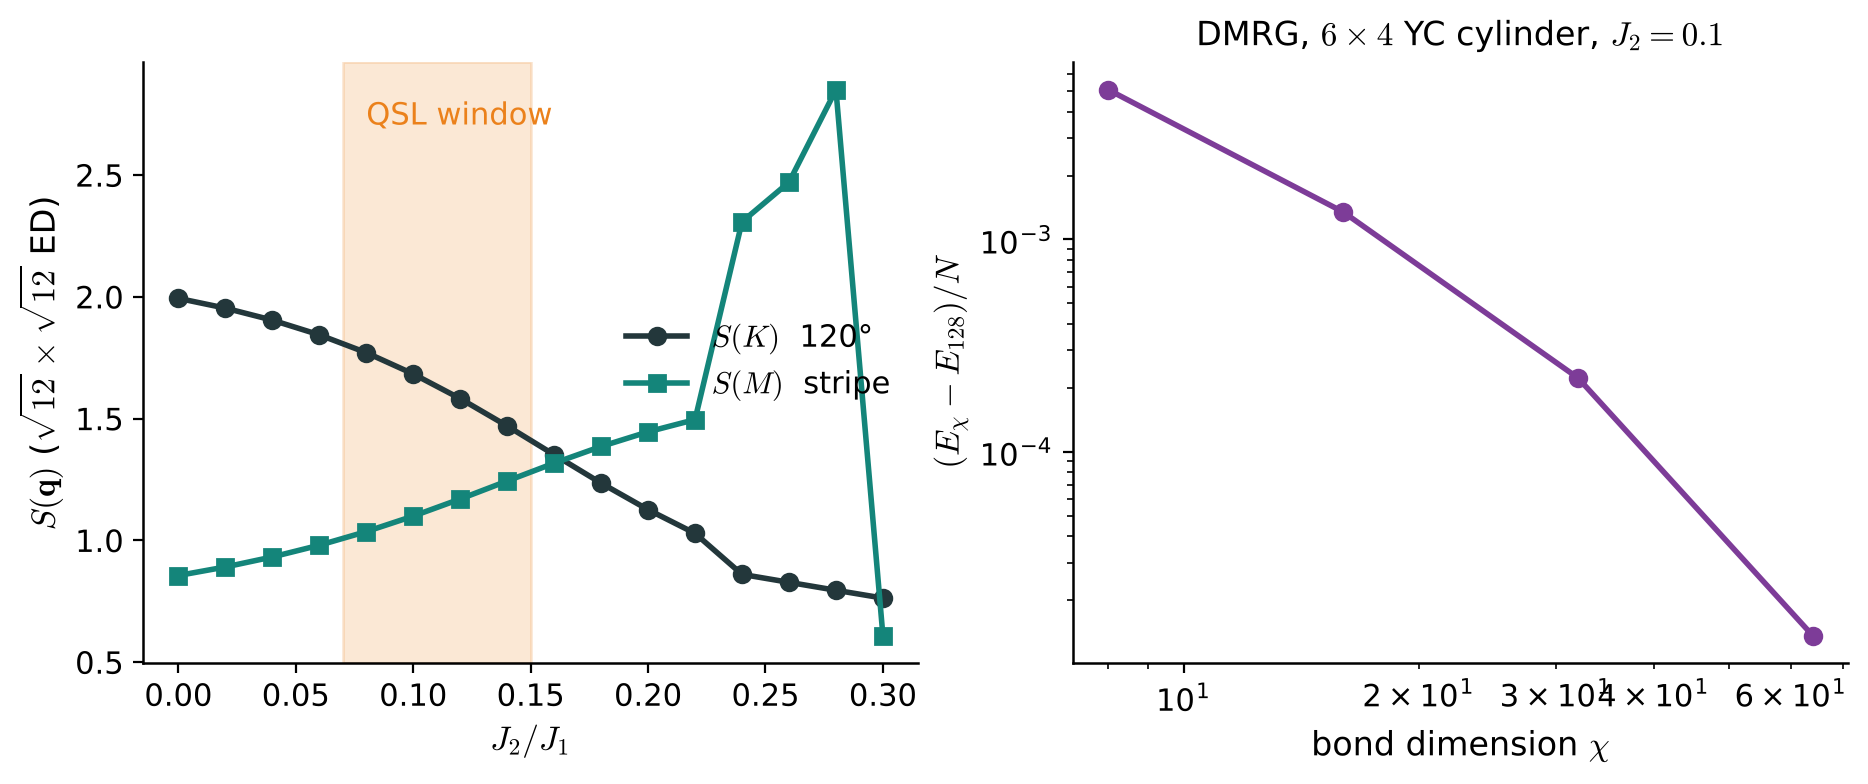 QSL window
2.5
2.0
1.5
1.0
0.5
S(q) (√12 × √12 ED)
S(K) 120°
S(M) stripe
0.00 0.05 0.10 0.15 0.20 0.25 0.30
J₂/J₁
DMRG, 6 × 4 YC cylinder, J₂ = 0.1
10⁻³
10⁻⁴
(E_χ − E₁₂₈)/N
10¹ 2 × 10¹ 3 × 10¹ 4 × 10¹ 6 × 10¹
bond dimension χ